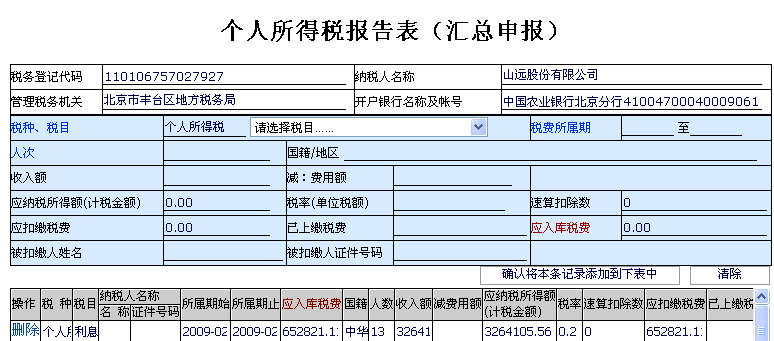 个人所得税报告表（汇总申报）
税务登记代码 110106757027927 纳税人名称 山远股份有限公司
管理税务机关 北京市丰台区地方税务局 开户银行名称及帐号 中国农业银行北京分行41004700040009061
税种、税目 个人所得税 请选择税目...... 税费所属期 至
人次 国籍/地区
收入额 减：费用额
应纳税所得额(计税金额) 0.00 税率(单位税额) 速算扣除数 0
应扣缴税费 0.00 已上缴税费 应入库税费 0.00
被扣缴人姓名 被扣缴人证件号码
确认将本条记录添加到下表中 清除
操作 税 种 税目 纳税人名称 名 称 证件号码 所属期始 所属期止 应入库税费 国籍 人数 收入额 减费用额 应纳税所得额(计税金额) 税率 速算扣除数 应扣缴税费 已上缴税
删除 个人 利息 2009-02 2009-02 652821.1 中华 13 32641 3264105.56 0.2 0 652821.1